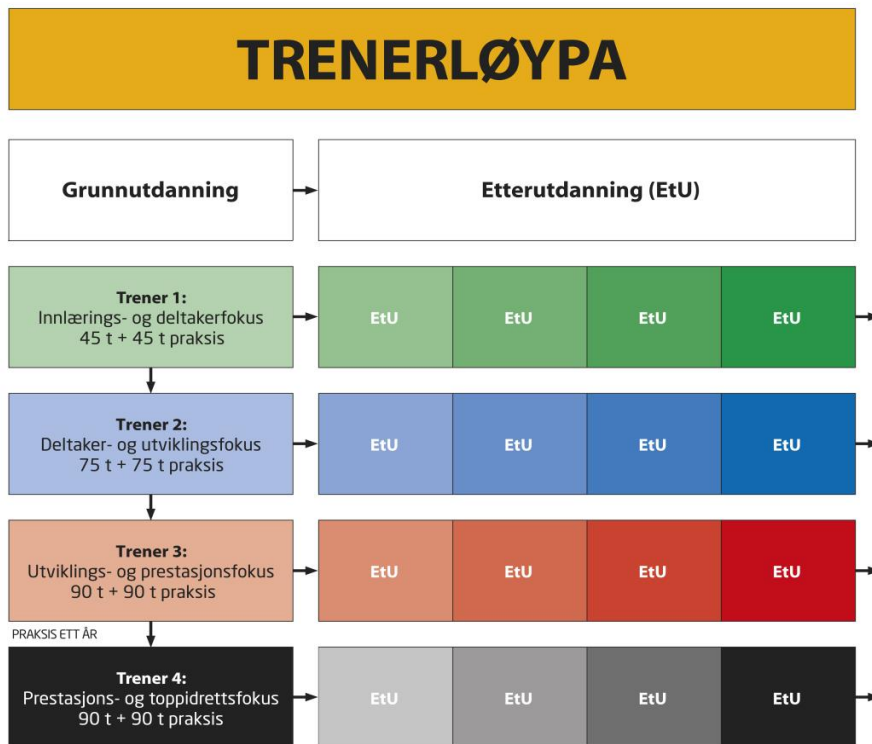 TRENERLØYPA
Grunnutdanning
Etterutdanning (EtU)
Trener 1:
Innlærings- og deltakerfokus
45 t + 45 t praksis
EtU
EtU
EtU
EtU
Trener 2:
Deltaker- og utviklingsfokus
75 t + 75 t praksis
EtU
EtU
EtU
EtU
Trener 3:
Utviklings- og prestasjonsfokus
90 t + 90 t praksis
EtU
EtU
EtU
EtU
PRAKSIS ETT ÅR
Trener 4:
Prestasjons- og toppidrettsfokus
90 t + 90 t praksis
EtU
EtU
EtU
EtU